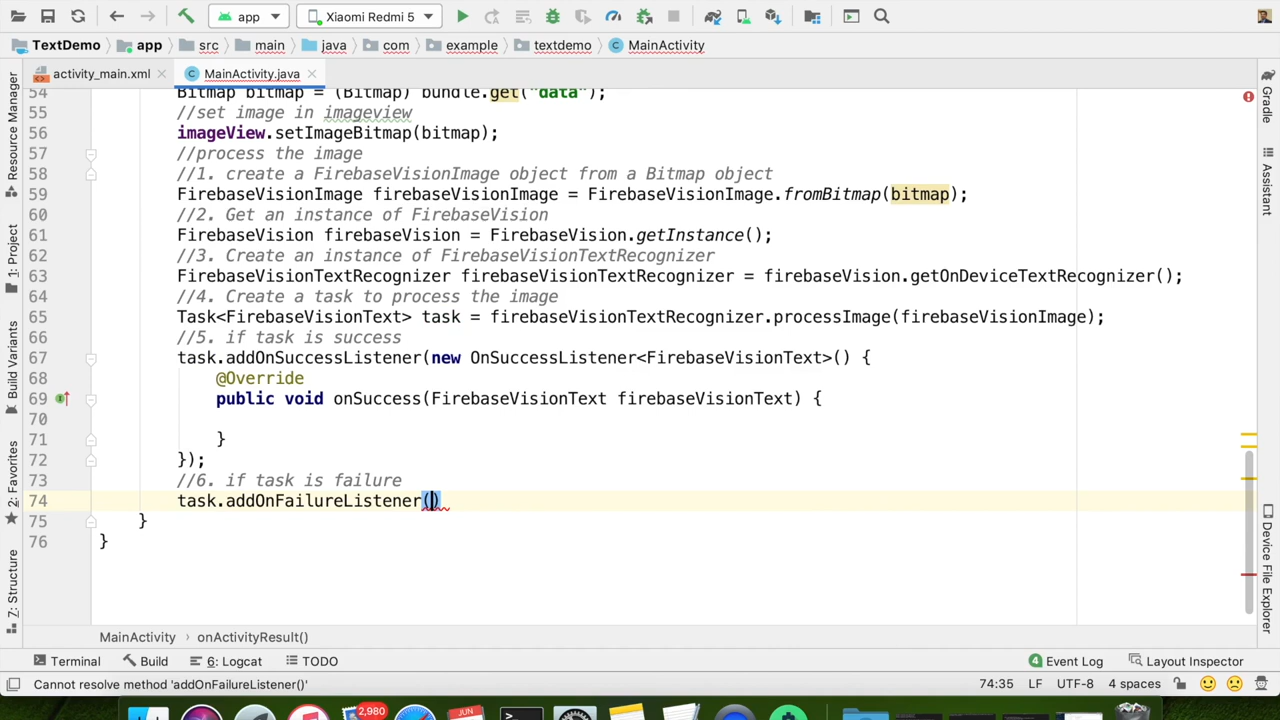 app
Xiaomi Redmi 5
TextDemo
app
src
main
java
com
example
textdemo
MainActivity
activity_main.xml
MainActivity.java
54 Bitmap bitmap = (Bitmap) bundle.get("data");
55 //set image in imageview
56 imageView.setImageBitmap(bitmap);
57 //process the image
58 //1. create a FirebaseVisionImage object from a Bitmap object
59 FirebaseVisionImage firebaseVisionImage = FirebaseVisionImage.fromBitmap(bitmap);
60 //2. Get an instance of FirebaseVision
61 FirebaseVision firebaseVision = FirebaseVision.getInstance();
62 //3. Create an instance of FirebaseVisionTextRecognizer
63 FirebaseVisionTextRecognizer firebaseVisionTextRecognizer = firebaseVision.getOnDeviceTextRecognizer();
64 //4. Create a task to process the image
65 Task<FirebaseVisionText> task = firebaseVisionTextRecognizer.processImage(firebaseVisionImage);
66 //5. if task is success
67 task.addOnSuccessListener(new OnSuccessListener<FirebaseVisionText>() {
68 @Override
69 public void onSuccess(FirebaseVisionText firebaseVisionText) {
70
71 }
72 });
73 //6. if task is failure
74 task.addOnFailureListener()
75 }
76 }
Resource Manager
1: Project
Build Variants
2: Favorites
7: Structure
Gradle
Assistant
Device File Explorer
MainActivity
onActivityResult()
Terminal
Build
6: Logcat
TODO
4 Event Log
Layout Inspector
Cannot resolve method 'addOnFailureListener()'
74:35
LF
UTF-8
4 spaces
2,980
JUN